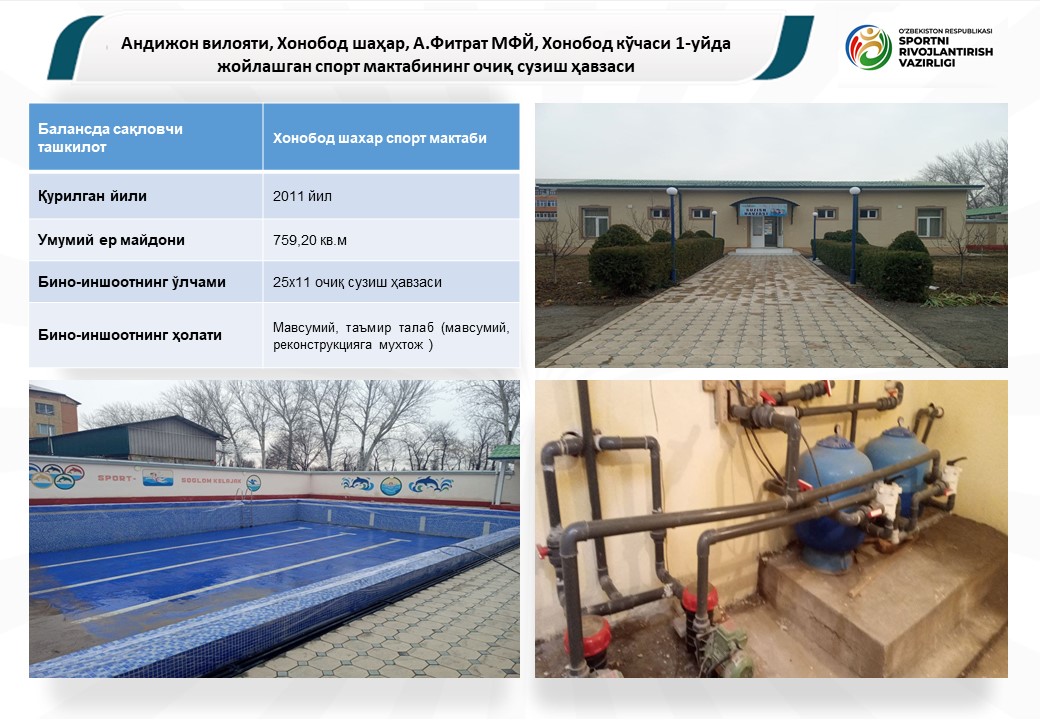 Андижон вилояти, Хонобод шаҳар, А.Фитрат МФЙ, Хонобод кўчаси 1-уйда
жойлашган спорт мактабининг очиқ сузиш ҳавзаси
O'ZBEKISTON RESPUBLIKASI
SPORTNI
RIVOJLANTIRISH
VAZIRLIGI
Балансда сақловчи
ташкилот
Хонобод шахар спорт мактаби
Қурилган йили
2011 йил
Умумий ер майдони
759,20 кв.м
Бино-иншоотнинг ўлчами
25х11 очиқ сузиш ҳавзаси
Бино-иншоотнинг ҳолати
Мавсумий, таъмир талаб (мавсумий,
реконструкцияга мухтож )
SUZISH
HAVZASI
SPORT-
SOGLOM KELAJAK